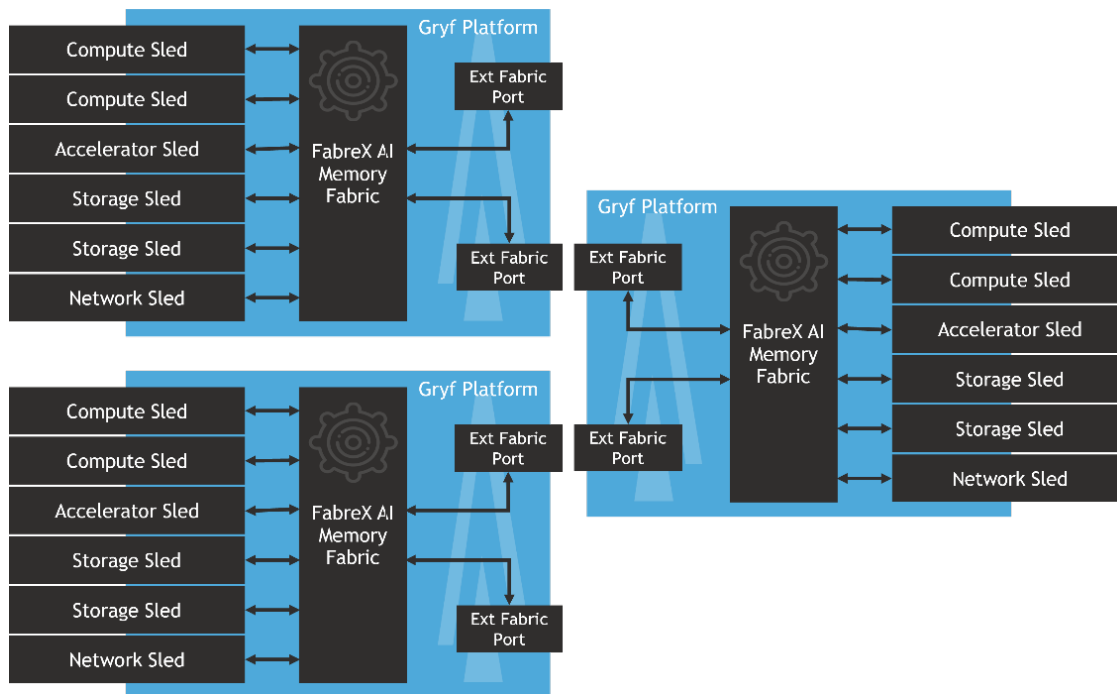 Gryf Platform
Compute Sled
Compute Sled
Accelerator Sled
Storage Sled
Storage Sled
Network Sled
FabreX AI
Memory
Fabric
Ext Fabric
Port
Ext Fabric
Port
Gryf Platform
Ext Fabric
Port
Ext Fabric
Port
FabreX AI
Memory
Fabric
Compute Sled
Compute Sled
Accelerator Sled
Storage Sled
Storage Sled
Network Sled
Gryf Platform
Compute Sled
Compute Sled
Accelerator Sled
Storage Sled
Storage Sled
Network Sled
FabreX AI
Memory
Fabric
Ext Fabric
Port
Ext Fabric
Port